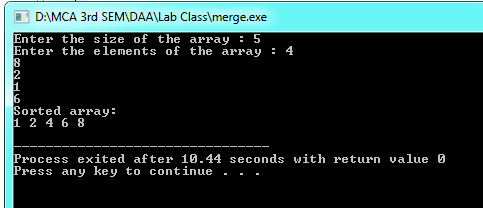 D:\MCA 3rd SEM\DAA\Lab Class\merge.exe
Enter the size of the array : 5
Enter the elements of the array : 4
8
2
1
6
Sorted array:
1 2 4 6 8
--------------------------------
Process exited after 10.44 seconds with return value 0
Press any key to continue . . .